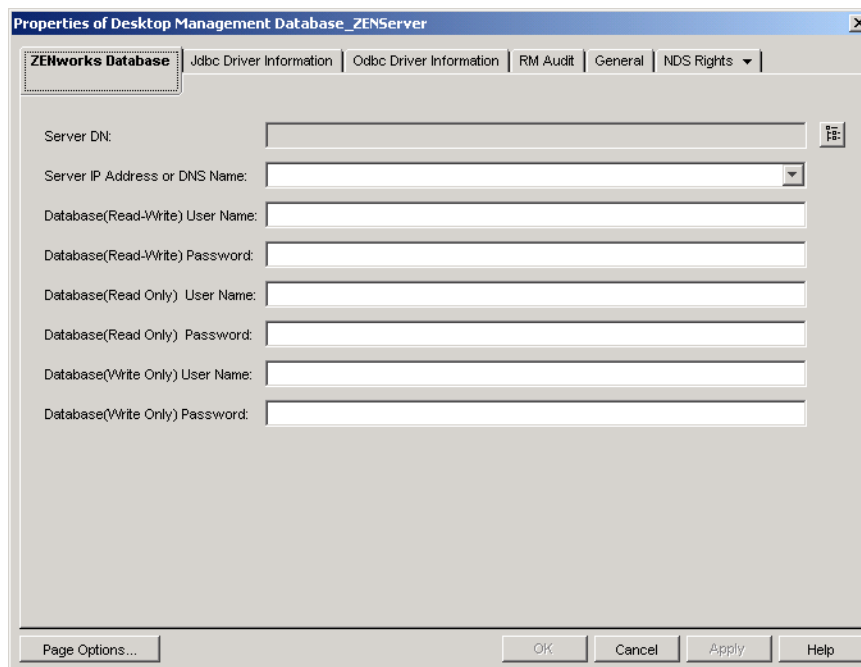 Properties of Desktop Management Database_ZENServer
ZENworks Database Jdbc Driver Information Odbc Driver Information RM Audit General NDS Rights
Server DN:
Server IP Address or DNS Name:
Database(Read-Write) User Name:
Database(Read-Write) Password:
Database(Read Only) User Name:
Database(Read Only) Password:
Database(Write Only) User Name:
Database(Write Only) Password:
Page Options... OK Cancel Apply Help